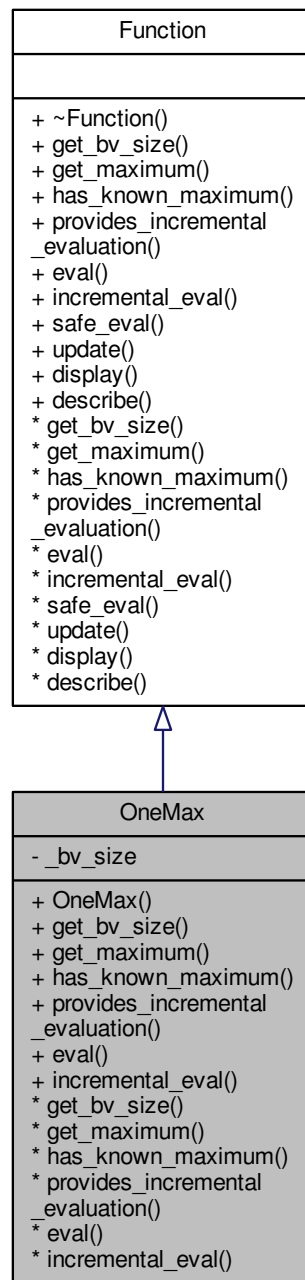 Function
+ ~Function()
+ get_bv_size()
+ get_maximum()
+ has_known_maximum()
+ provides_incremental
_evaluation()
+ eval()
+ incremental_eval()
+ safe_eval()
+ update()
+ display()
+ describe()
* get_bv_size()
* get_maximum()
* has_known_maximum()
* provides_incremental
_evaluation()
* eval()
* incremental_eval()
* safe_eval()
* update()
* display()
* describe()
OneMax
- _bv_size
+ OneMax()
+ get_bv_size()
+ get_maximum()
+ has_known_maximum()
+ provides_incremental
_evaluation()
+ eval()
+ incremental_eval()
* get_bv_size()
* get_maximum()
* has_known_maximum()
* provides_incremental
_evaluation()
* eval()
* incremental_eval()